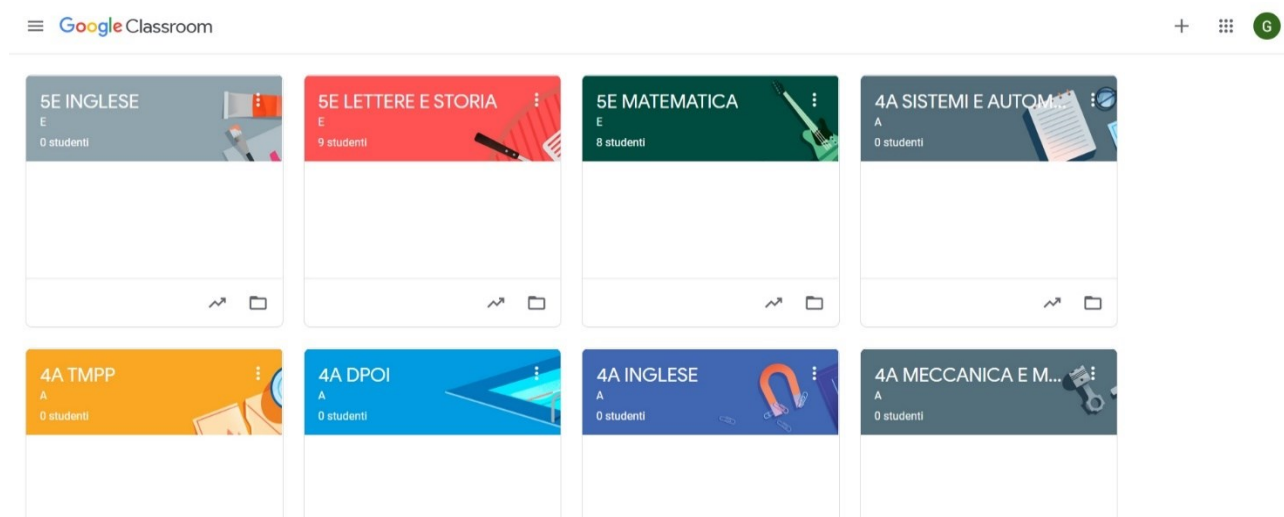 Google Classroom
G
5E INGLESE
E
0 studenti
5E LETTERE E STORIA
E
9 studenti
5E MATEMATICA
E
8 studenti
4A SISTEMI E AUTOM...
A
0 studenti
4A TMPP
A
0 studenti
4A DPOI
A
0 studenti
4A INGLESE
A
0 studenti
4A MECCANICA E M...
A
0 studenti